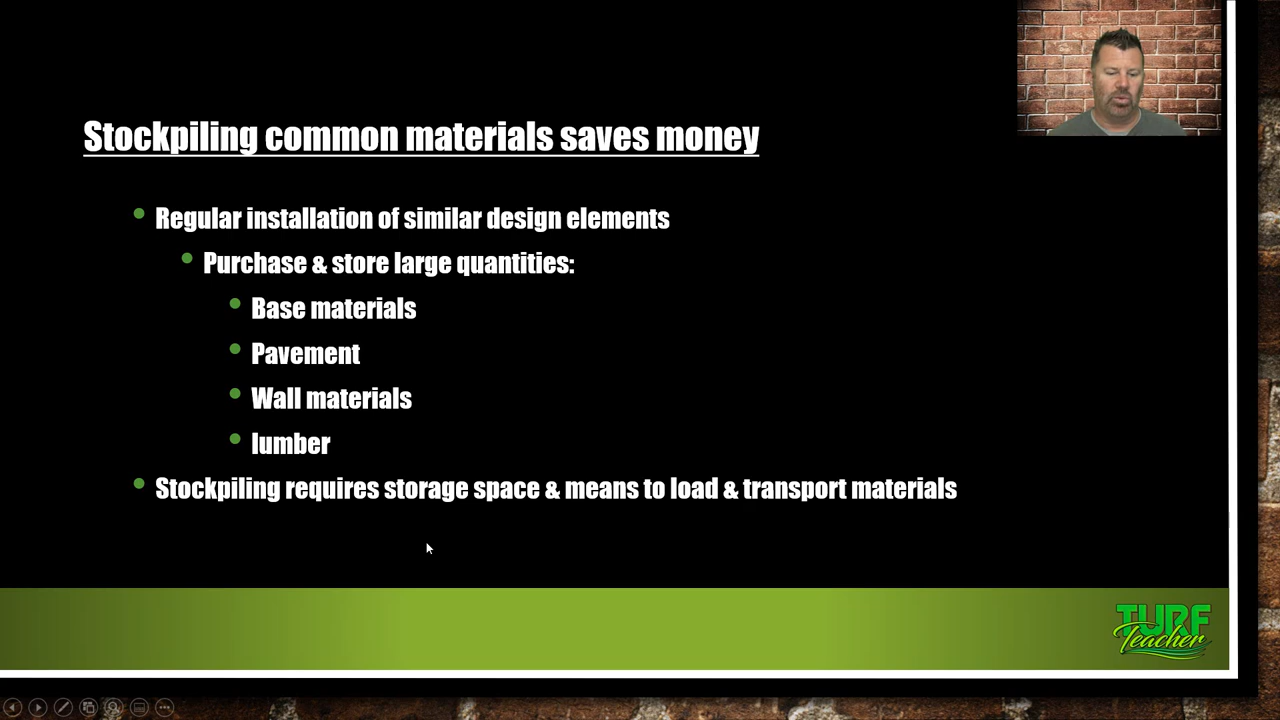 Stockpiling common materials saves money
Regular installation of similar design elements
Purchase & store large quantities:
Base materials
Pavement
Wall materials
lumber
Stockpiling requires storage space & means to load & transport materials
TURF
Teacher